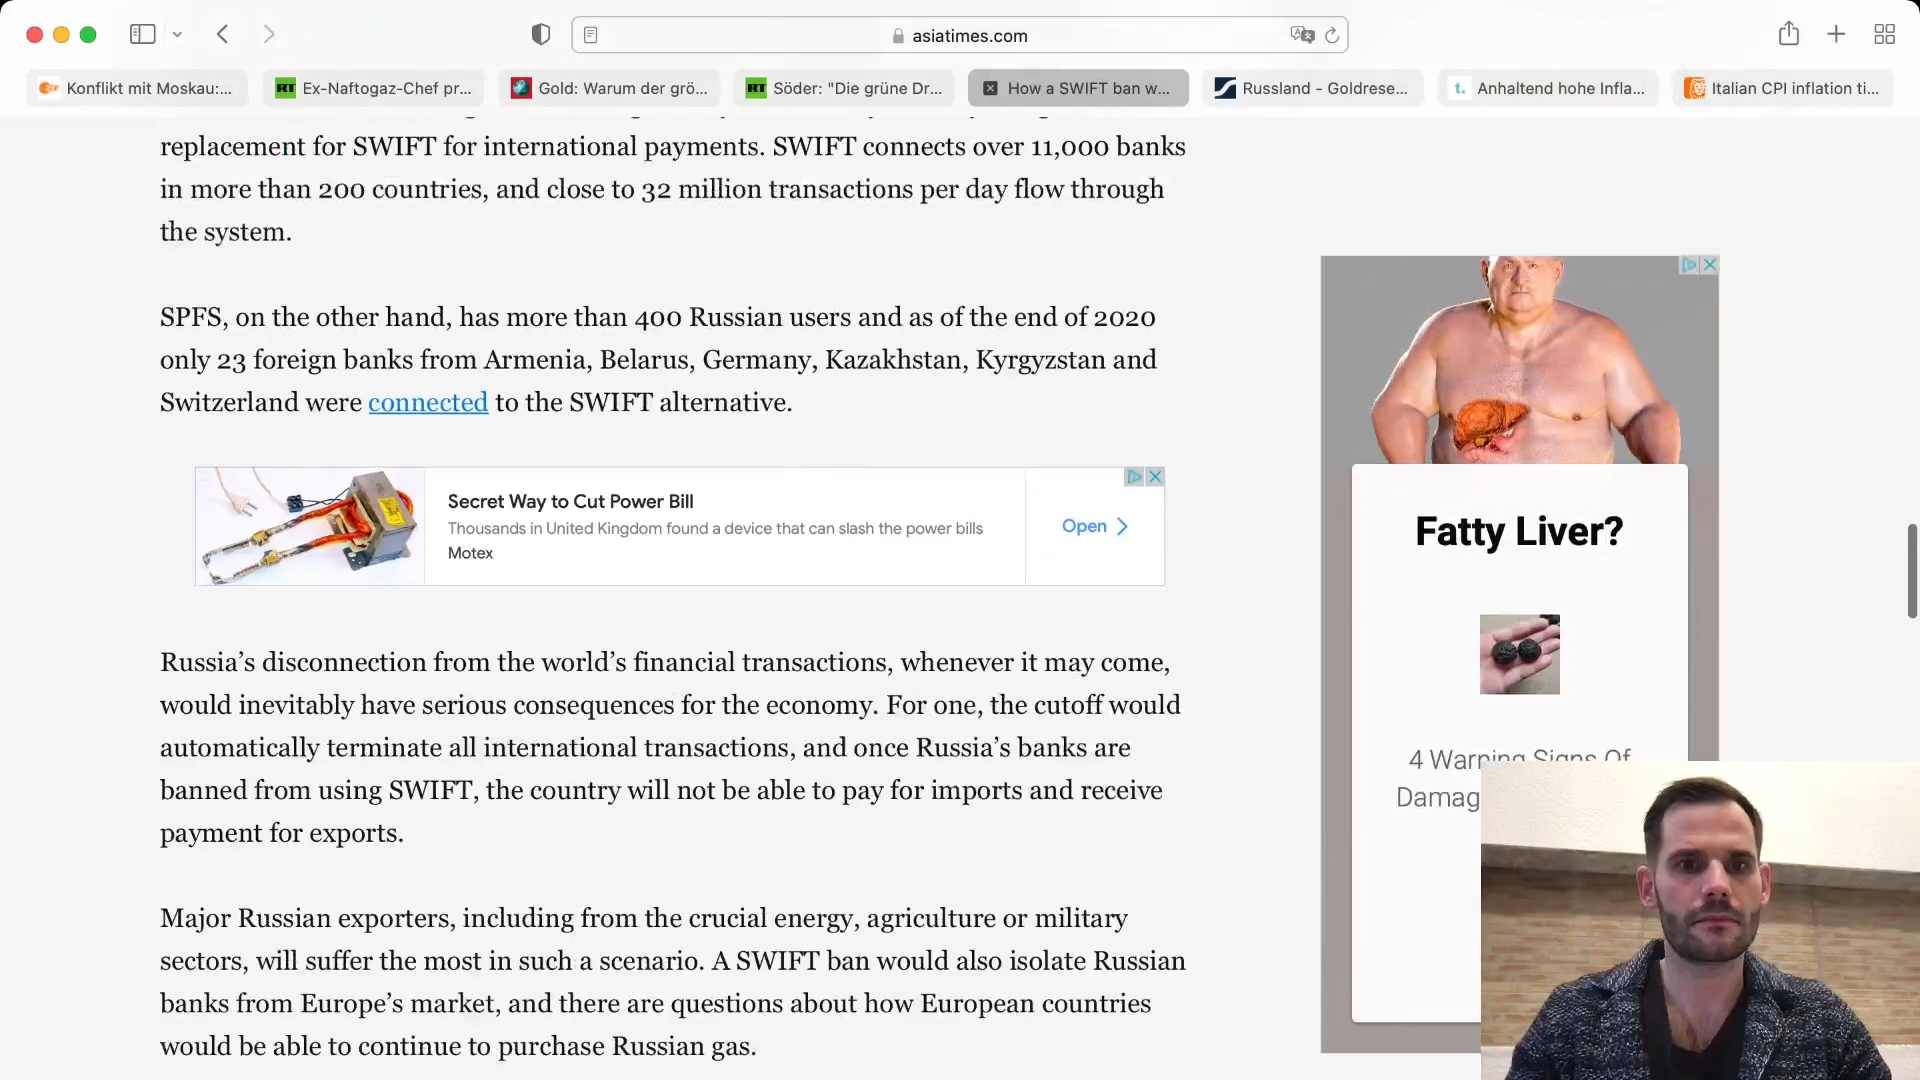 asiatimes.com
Konflikt mit Moskau:...
RT Ex-Naftogaz-Chef pr...
Gold: Warum der grö...
RT Söder: "Die grüne Dr...
How a SWIFT ban w...
Russland - Goldrese...
t. Anhaltend hohe Infla...
Italian CPI inflation ti...
replacement for SWIFT for international payments. SWIFT connects over 11,000 banks
in more than 200 countries, and close to 32 million transactions per day flow through
the system.
SPFS, on the other hand, has more than 400 Russian users and as of the end of 2020
only 23 foreign banks from Armenia, Belarus, Germany, Kazakhstan, Kyrgyzstan and
Switzerland were connected to the SWIFT alternative.
Secret Way to Cut Power Bill
Thousands in United Kingdom found a device that can slash the power bills
Motex
Open
Russia’s disconnection from the world’s financial transactions, whenever it may come,
would inevitably have serious consequences for the economy. For one, the cutoff would
automatically terminate all international transactions, and once Russia’s banks are
banned from using SWIFT, the country will not be able to pay for imports and receive
payment for exports.
Major Russian exporters, including from the crucial energy, agriculture or military
sectors, will suffer the most in such a scenario. A SWIFT ban would also isolate Russian
banks from Europe’s market, and there are questions about how European countries
would be able to continue to purchase Russian gas.
Fatty Liver?
4 Warning Signs Of
Damag